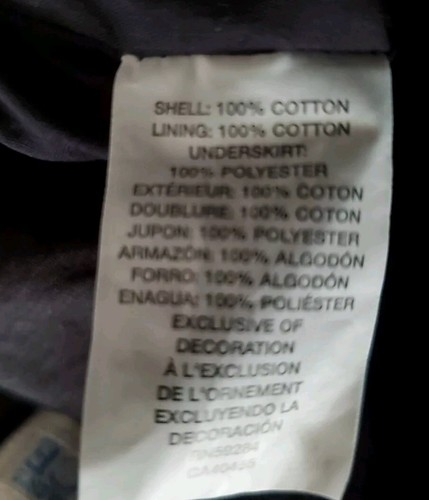 SHELL: 100% COTTON
LINING: 100% COTTON
UNDERSKIRT:
100% POLYESTER
EXTÉRIEUR: 100% COTON
DOUBLURE: 100% COTON
JUPON: 100% POLYESTER
ARMAZÓN: 100% ALGODÓN
FORRO: 100% ALGODÓN
ENAGUA: 100% POLIÉSTER
EXCLUSIVE OF
DECORATION
À L'EXCLUSION
DE L'ORNEMENT
EXCLUYENDO LA
DECORACIÓN